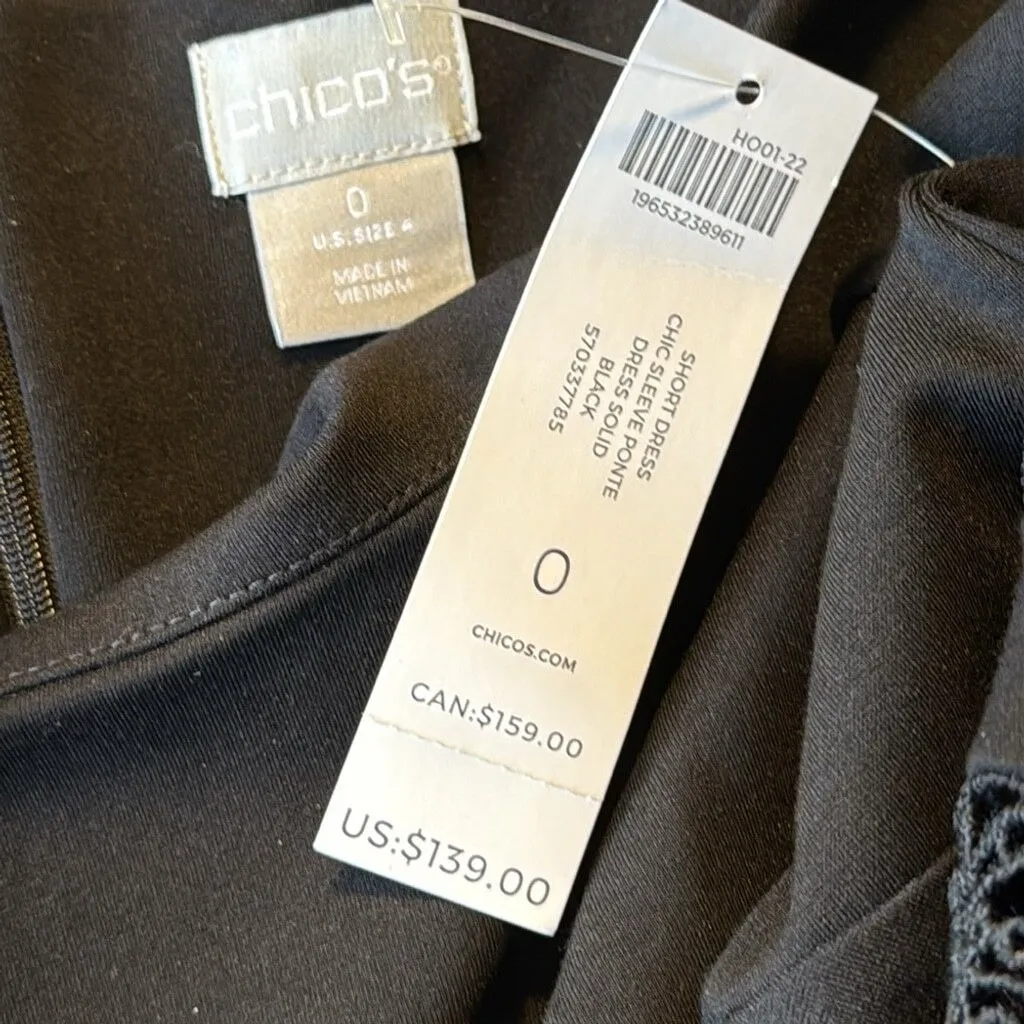 chico's®
0
U.S. SIZE 4
MADE IN
VIETNAM
HO01-22
196532389611
SHORT DRESS
CHIC SLEEVE PONTE
DRESS SOLID
BLACK
570337785
0
CHICOS.COM
CAN:$159.00
US:$139.00